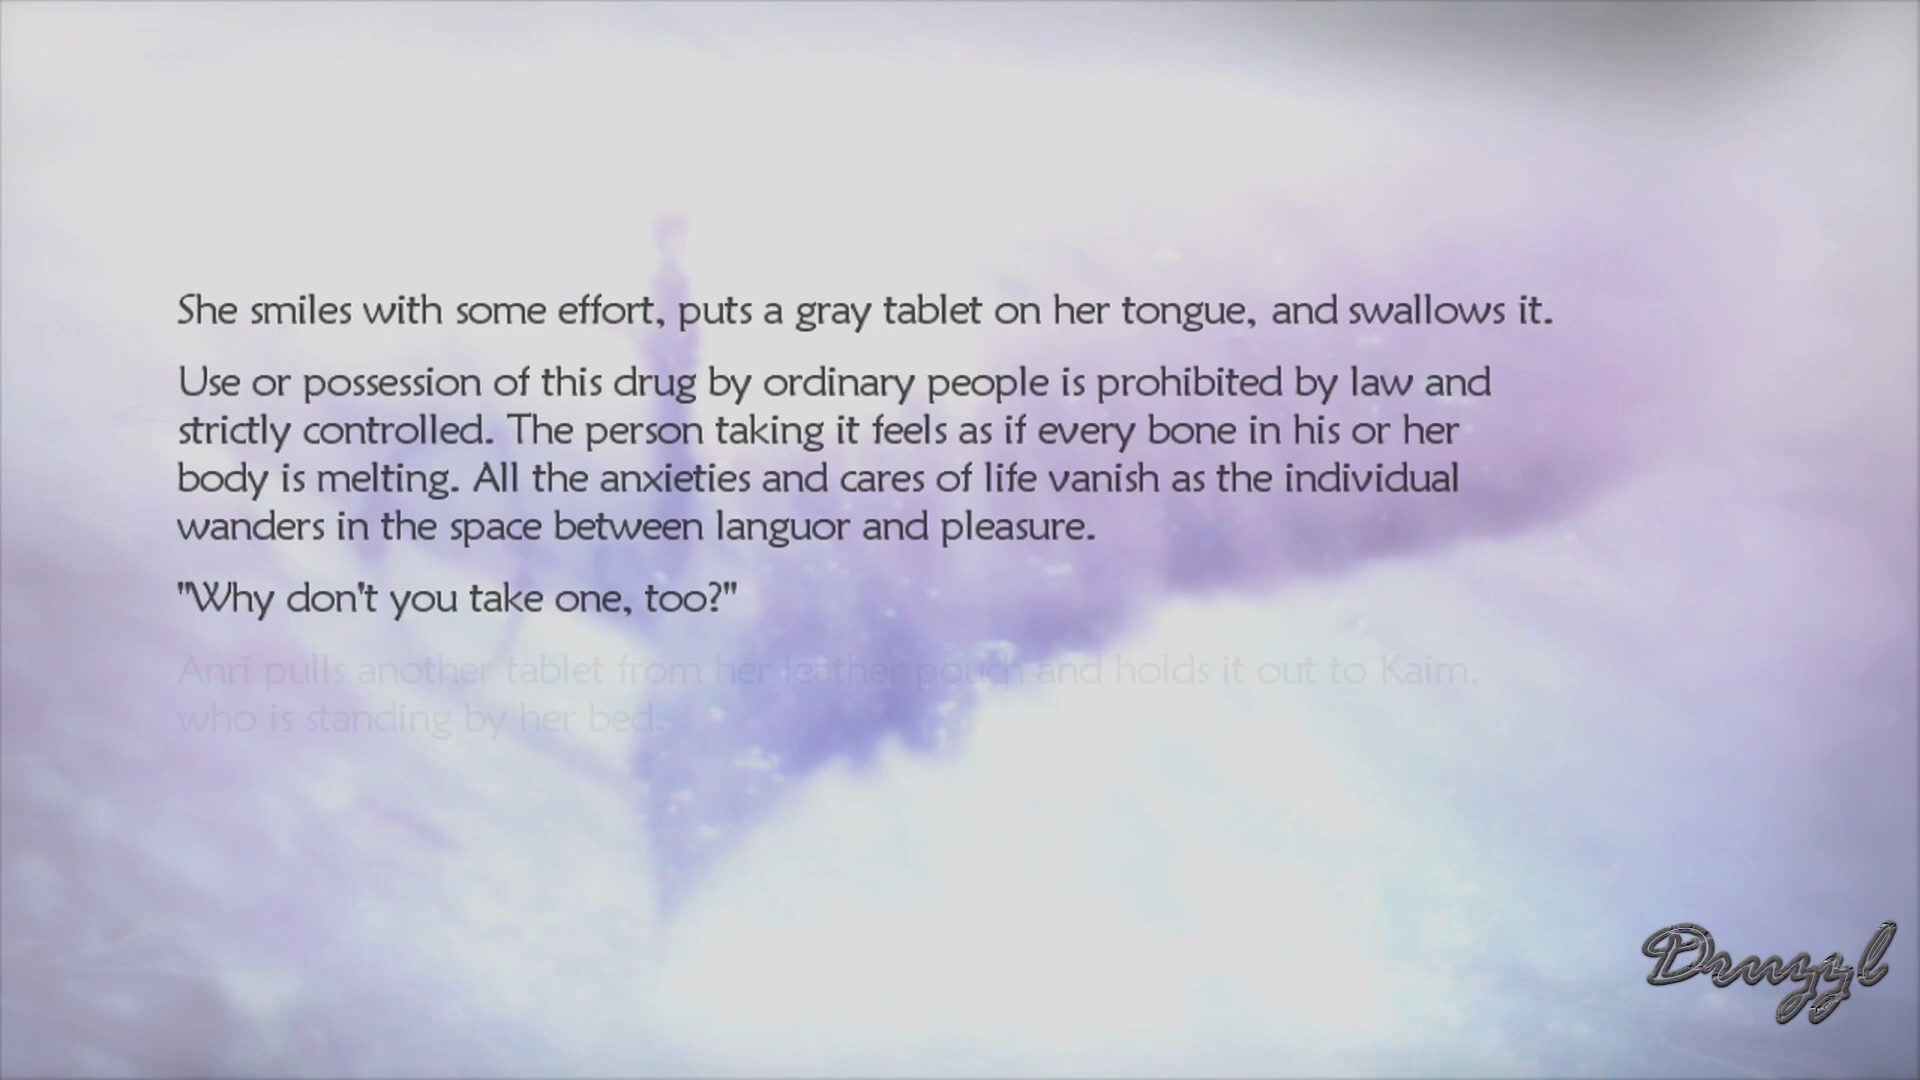 She smiles with some effort, puts a gray tablet on her tongue, and swallows it.
Use or possession of this drug by ordinary people is prohibited by law and
strictly controlled. The person taking it feels as if every bone in his or her
body is melting. All the anxieties and cares of life vanish as the individual
wanders in the space between languor and pleasure.
"Why don't you take one, too?"
Anri pulls another tablet from her leather pouch and holds it out to Kaim,
who is standing by her bed.
Druzzl